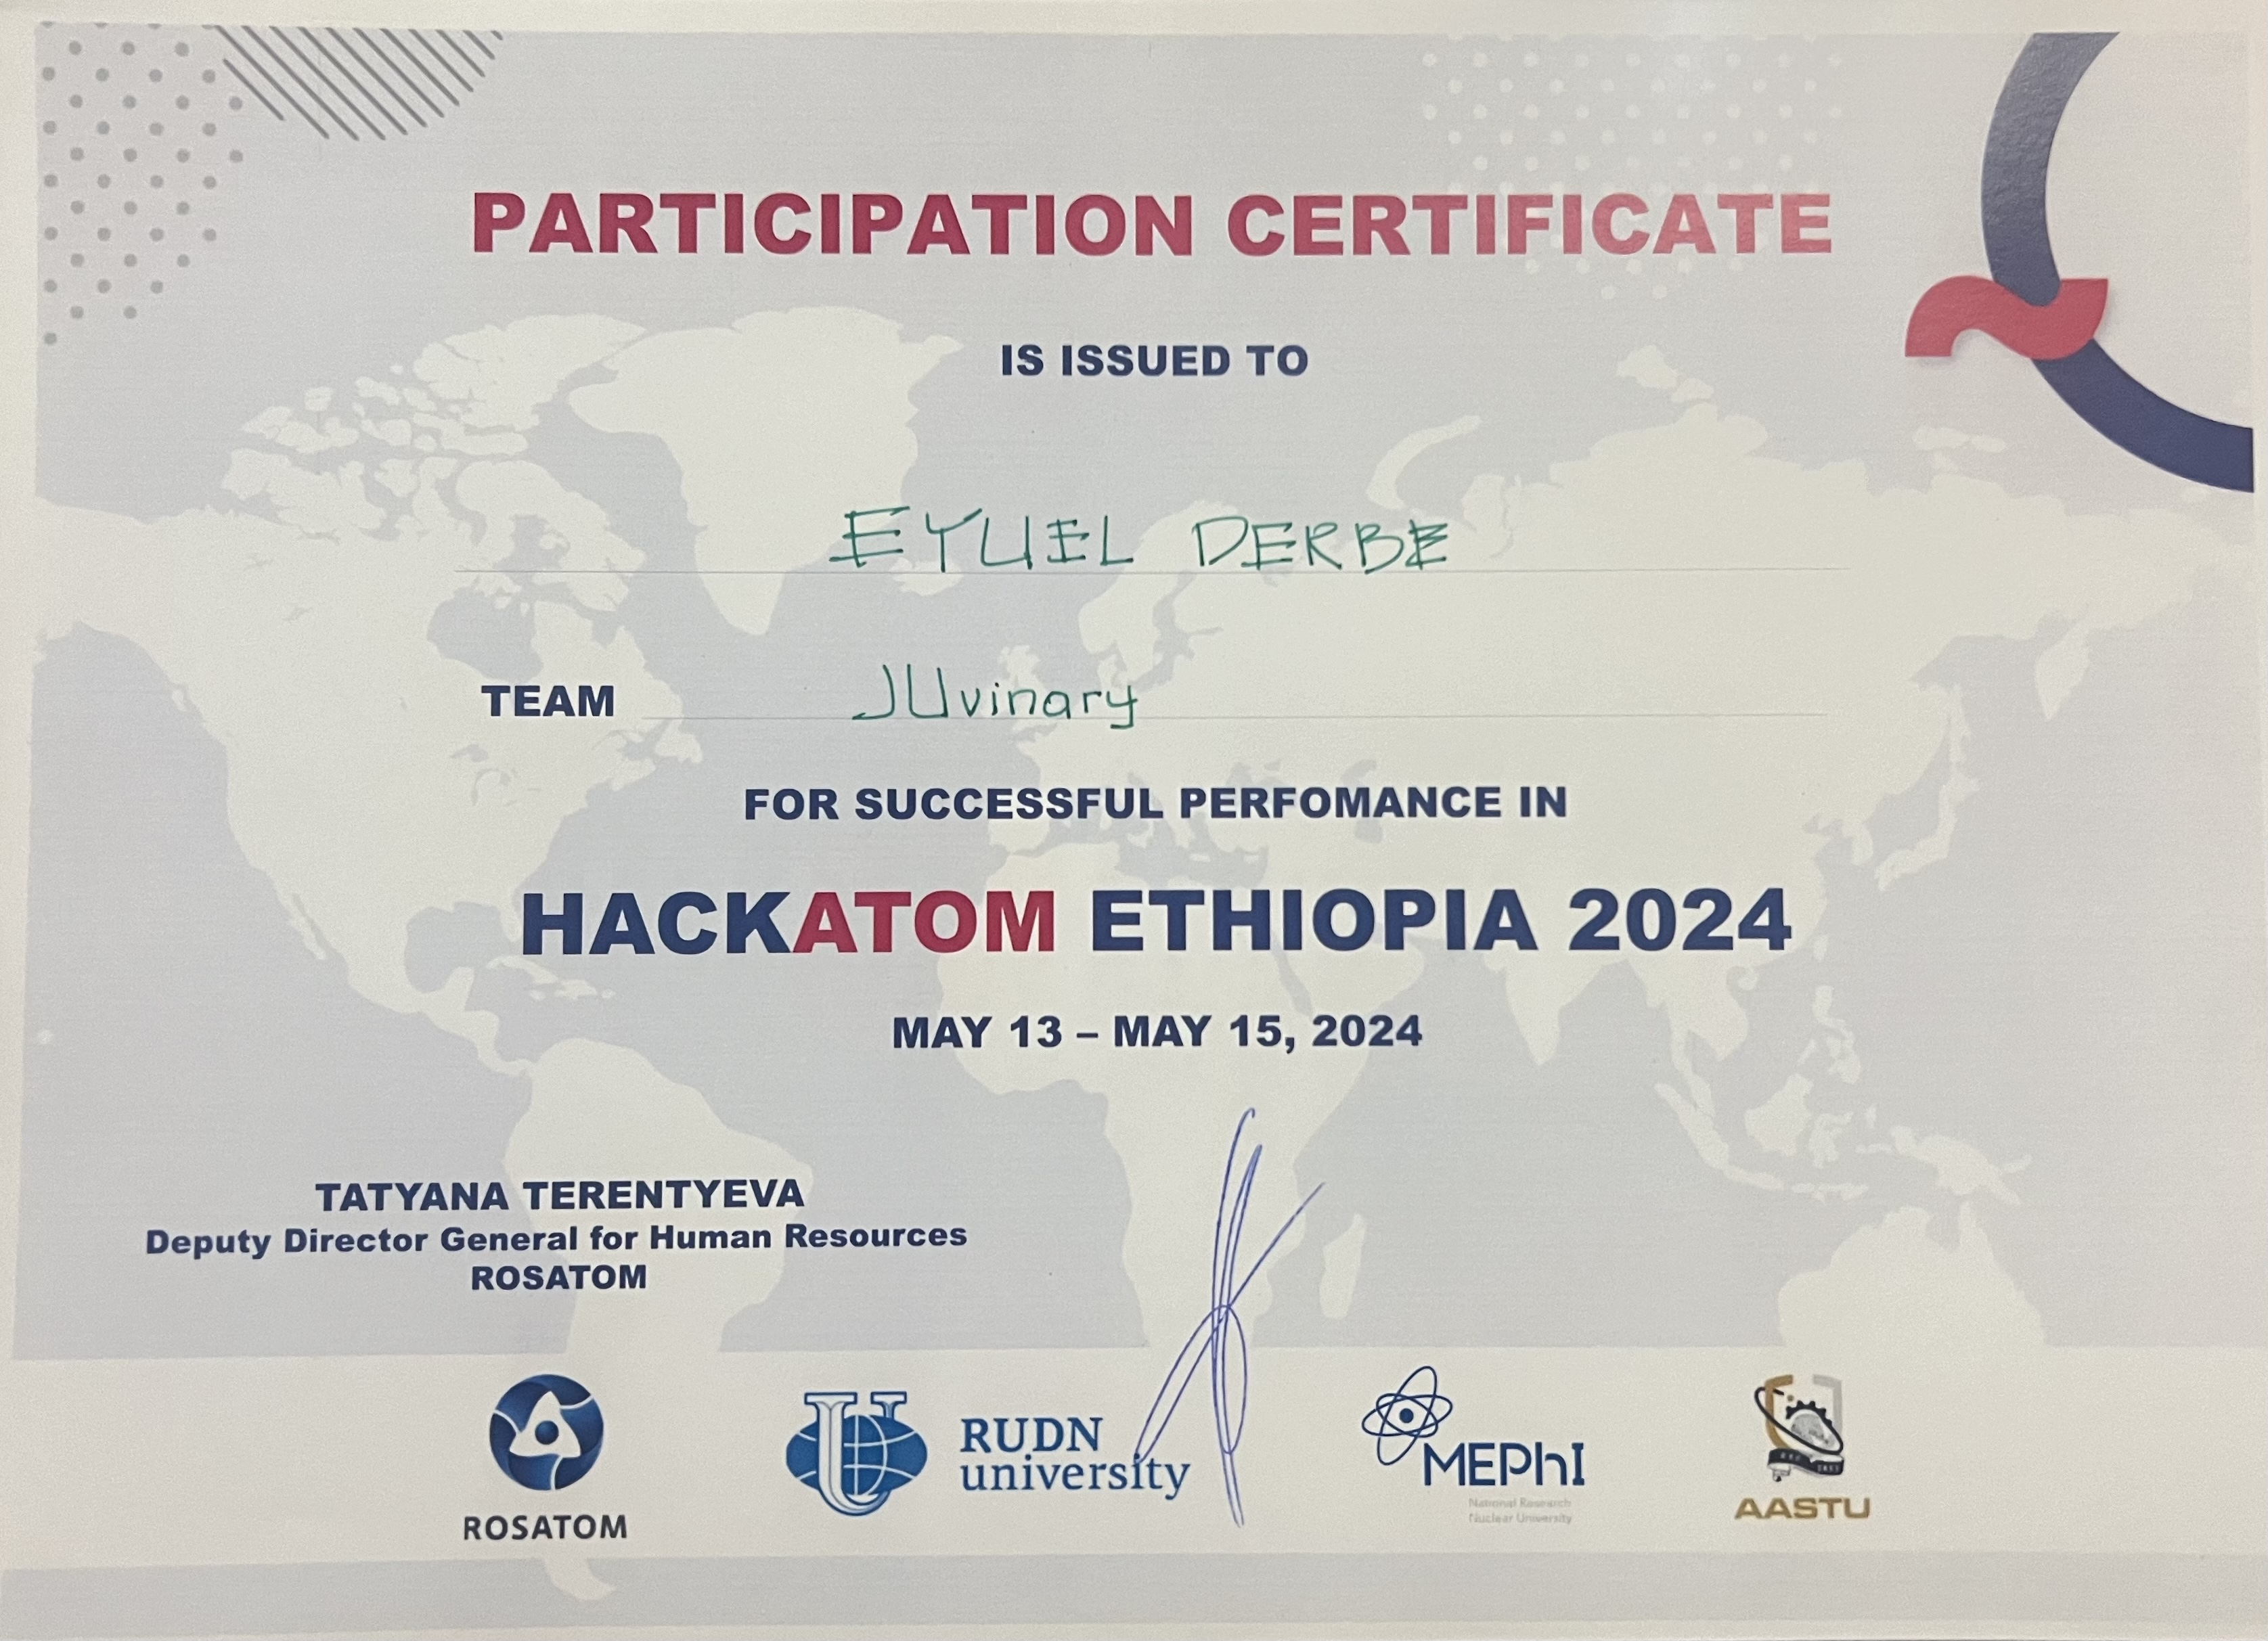 PARTICIPATION CERTIFICATE
IS ISSUED TO
EYUEL DERBE
TEAM JUvinary
FOR SUCCESSFUL PERFOMANCE IN
HACKATOM ETHIOPIA 2024
MAY 13 – MAY 15, 2024
TATYANA TERENTYEVA
Deputy Director General for Human Resources
ROSATOM
ROSATOM
RUDN
university
MEPhI
National Research
Nuclear University
AASTU